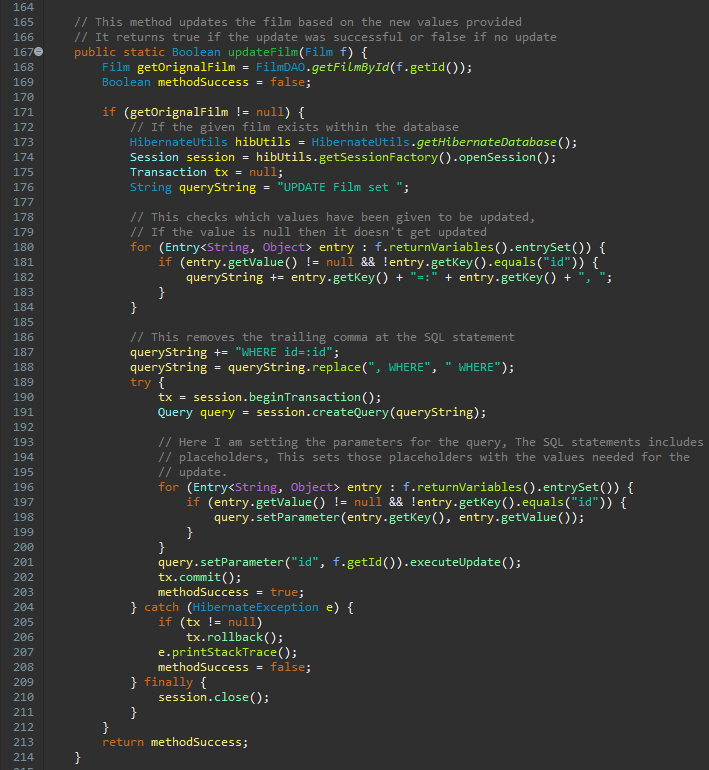 164
165 // This method updates the film based on the new values provided
166 // It returns true if the update was successful or false if no update
167 public static Boolean updateFilm(Film f) {
168 Film getOrignalFilm = FilmDAO.getFilmById(f.getId());
169 Boolean methodSuccess = false;
170
171 if (getOrignalFilm != null) {
172 // If the given film exists within the database
173 HibernateUtils hibUtils = HibernateUtils.getHibernateDatabase();
174 Session session = hibUtils.getSessionFactory().openSession();
175 Transaction tx = null;
176 String queryString = "UPDATE Film set ";
177
178 // This checks which values have been given to be updated,
179 // If the value is null then it doesn't get updated
180 for (Entry<String, Object> entry : f.returnVariables().entrySet()) {
181 if (entry.getValue() != null && !entry.getKey().equals("id")) {
182 queryString += entry.getKey() + "=:" + entry.getKey() + ", ";
183 }
184 }
185
186 // This removes the trailing comma at the SQL statement
187 queryString += "WHERE id=:id";
188 queryString = queryString.replace(", WHERE", " WHERE");
189 try {
190 tx = session.beginTransaction();
191 Query query = session.createQuery(queryString);
192
193 // Here I am setting the parameters for the query, The SQL statements includes
194 // placeholders, This sets those placeholders with the values needed for the
195 // update.
196 for (Entry<String, Object> entry : f.returnVariables().entrySet()) {
197 if (entry.getValue() != null && !entry.getKey().equals("id")) {
198 query.setParameter(entry.getKey(), entry.getValue());
199 }
200 }
201 query.setParameter("id", f.getId()).executeUpdate();
202 tx.commit();
203 methodSuccess = true;
204 } catch (HibernateException e) {
205 if (tx != null)
206 tx.rollback();
207 e.printStackTrace();
208 methodSuccess = false;
209 } finally {
210 session.close();
211 }
212 }
213 return methodSuccess;
214 }